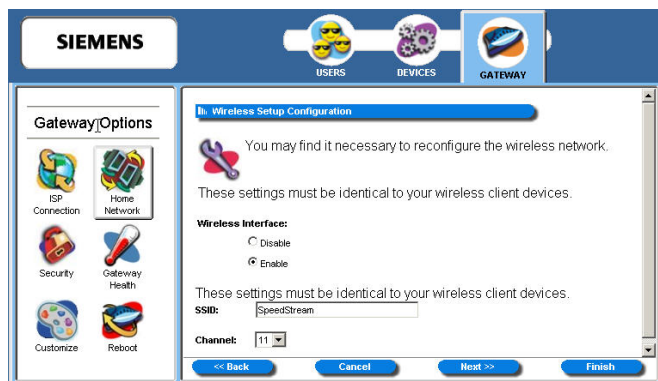 SIEMENS
USERS
DEVICES
GATEWAY
Gateway Options
ISP
Connection
Home
Network
Security
Gateway
Health
Customize
Reboot
Wireless Setup Configuration
You may find it necessary to reconfigure the wireless network.
These settings must be identical to your wireless client devices.
Wireless Interface:
Disable
Enable
These settings must be identical to your wireless client devices.
SSID: SpeedStream
Channel: 11
<< Back Cancel Next >> Finish